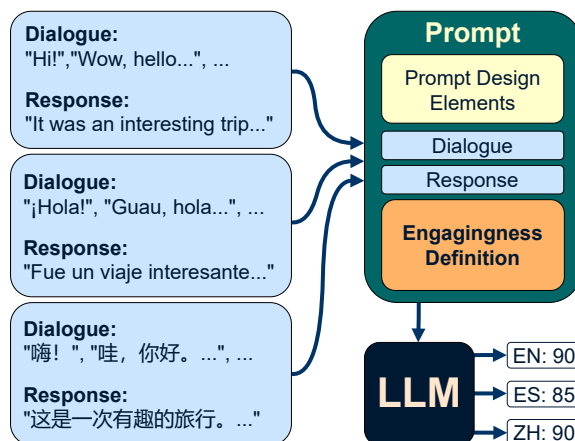 Dialogue:
"Hi!","Wow, hello...", ...
Response:
"It was an interesting trip..."
Dialogue:
"¡Hola!", "Guau, hola...", ...
Response:
"Fue un viaje interesante..."
Dialogue:
"嗨！", "哇，你好。...", ...
Response:
"这是一次有趣的旅行。..."
Prompt
Prompt Design
Elements
Dialogue
Response
Engagingness
Definition
LLM
EN: 90
ES: 85
ZH: 90